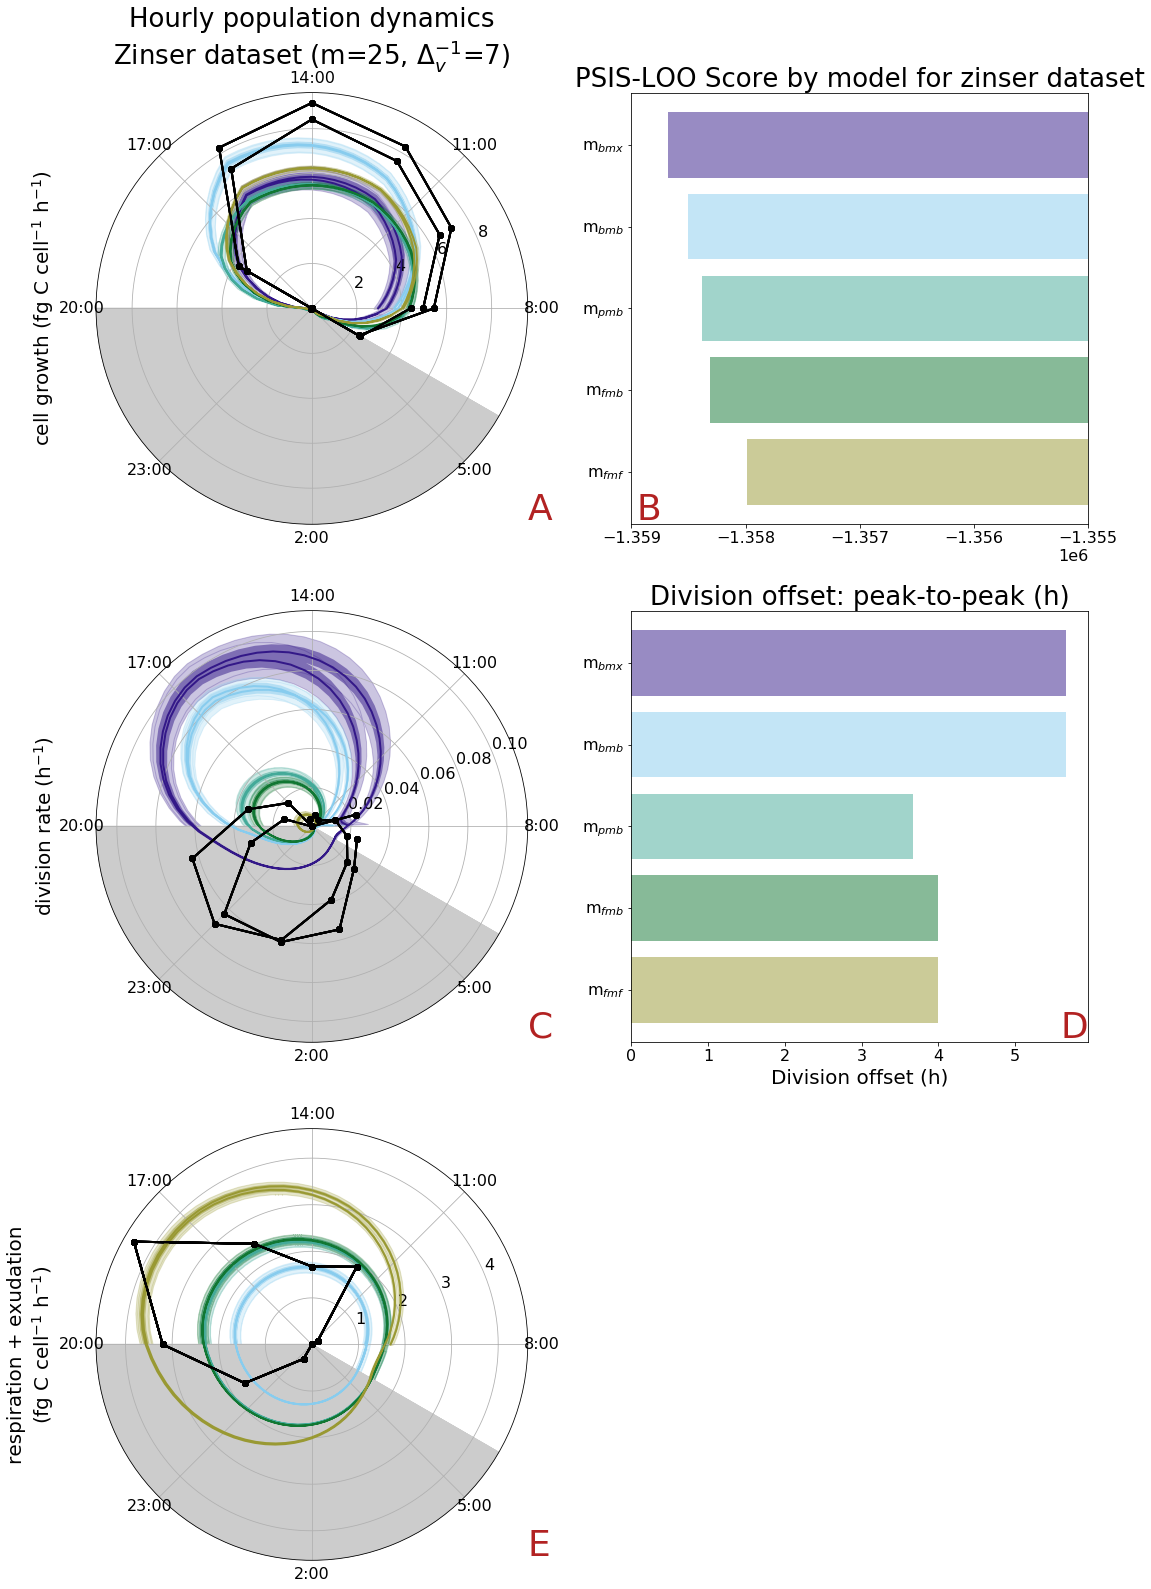 Hourly population dynamics
Zinser dataset (m=25, Δᵥ⁻¹=7)
14:00
17:00
11:00
20:00
8:00
23:00
5:00
2:00
2
4
6
8
cell growth (fg C cell⁻¹ h⁻¹)
A
PSIS-LOO Score by model for zinser dataset
m_bmx
m_bmb
m_pmb
m_fmb
m_fmf
B
−1.359
−1.358
−1.357
−1.356
−1.355
1e6
14:00
17:00
11:00
20:00
8:00
23:00
5:00
2:00
0.02
0.04
0.06
0.08
0.10
division rate (h⁻¹)
C
Division offset: peak-to-peak (h)
m_bmx
m_bmb
m_pmb
m_fmb
m_fmf
D
0
1
2
3
4
5
Division offset (h)
14:00
17:00
11:00
20:00
8:00
23:00
5:00
2:00
1
2
3
4
respiration + exudation
(fg C cell⁻¹ h⁻¹)
E